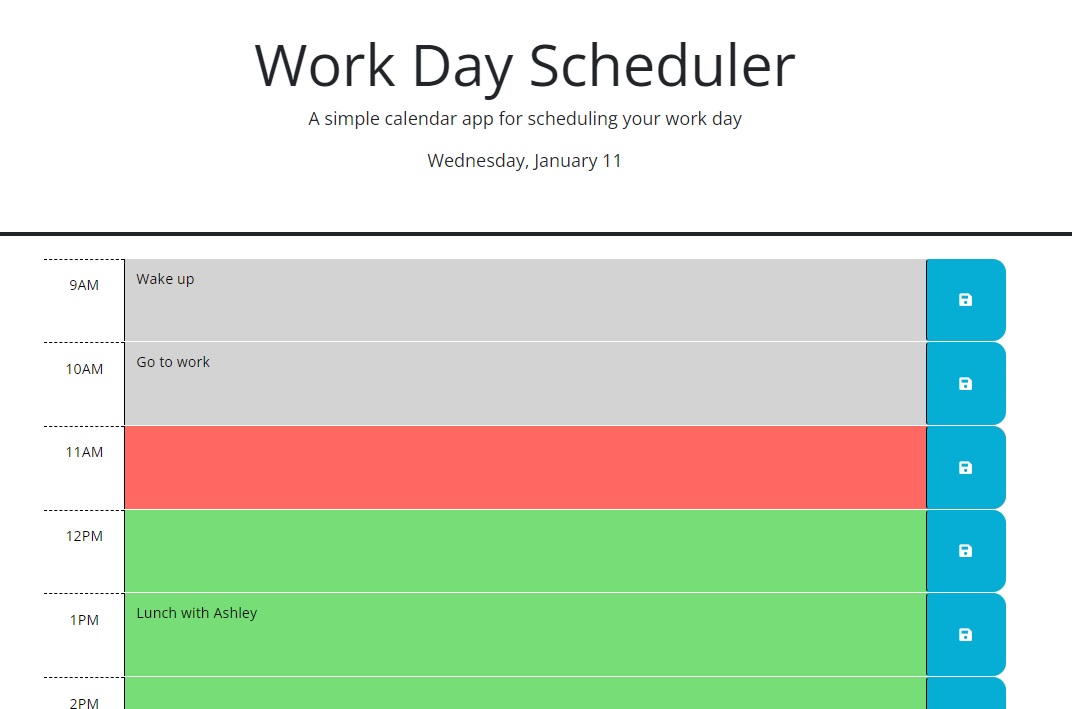 Work Day Scheduler
A simple calendar app for scheduling your work day
Wednesday, January 11
9AM
Wake up
10AM
Go to work
11AM
12PM
1PM
Lunch with Ashley
2PM